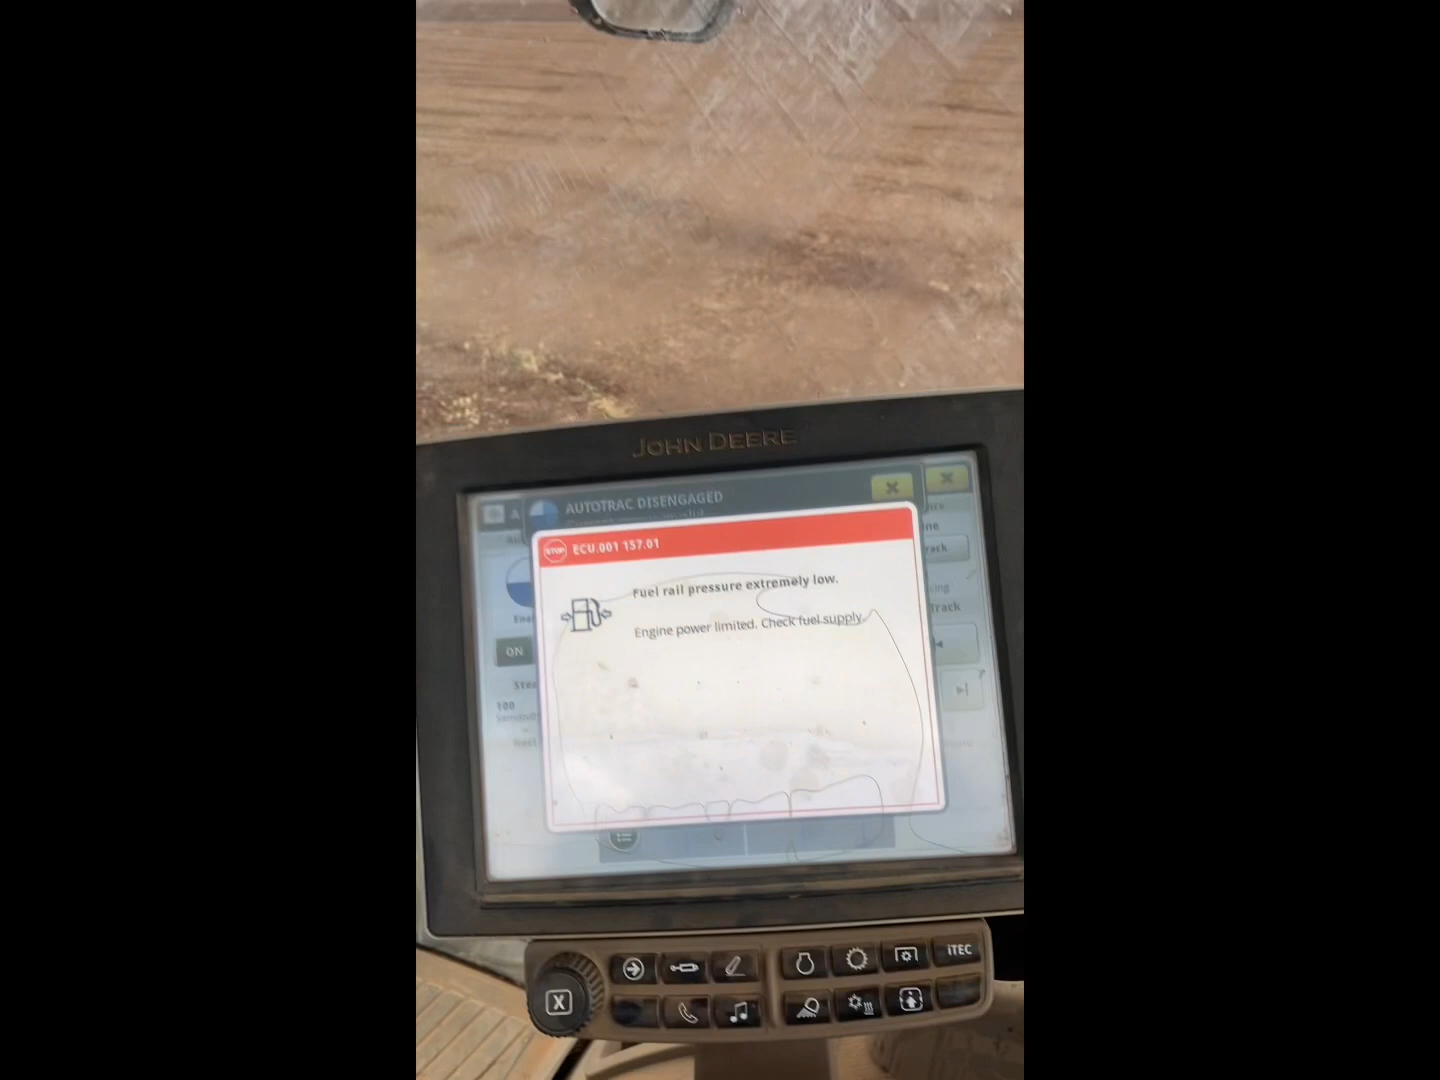 JOHN DEERE
AUTOTRAC DISENGAGED
STOP ECU.001 157.01
Fuel rail pressure extremely low.
Engine power limited. Check fuel supply.
ON
100
Track
X
iTEC